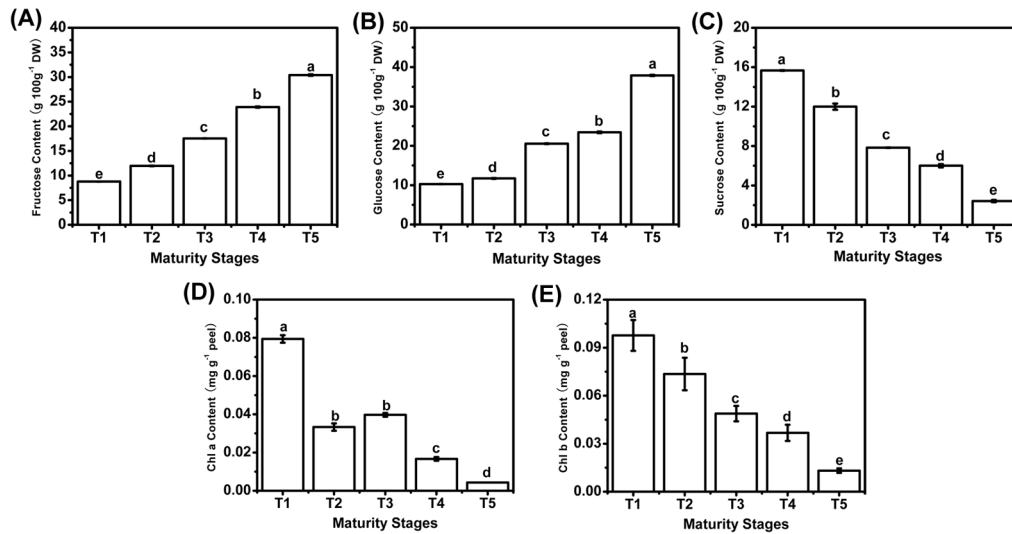 (A)
Fructose Content (g 100g⁻¹ DW)
40
35
30
25
20
15
10
5
0
e
d
c
b
a
T1 T2 T3 T4 T5
Maturity Stages
(B)
Glucose Content (g 100g⁻¹ DW)
50
40
30
20
10
0
e
d
c
b
a
T1 T2 T3 T4 T5
Maturity Stages
(C)
Sucrose Content (g 100g⁻¹ DW)
20
16
12
8
4
0
a
b
c
d
e
T1 T2 T3 T4 T5
Maturity Stages
(D)
Chl a Content (mg g⁻¹ peel)
0.10
0.08
0.06
0.04
0.02
0.00
a
b
b
c
d
T1 T2 T3 T4 T5
Maturity Stages
(E)
Chl b Content (mg g⁻¹ peel)
0.12
0.09
0.06
0.03
0.00
a
b
c
d
e
T1 T2 T3 T4 T5
Maturity Stages